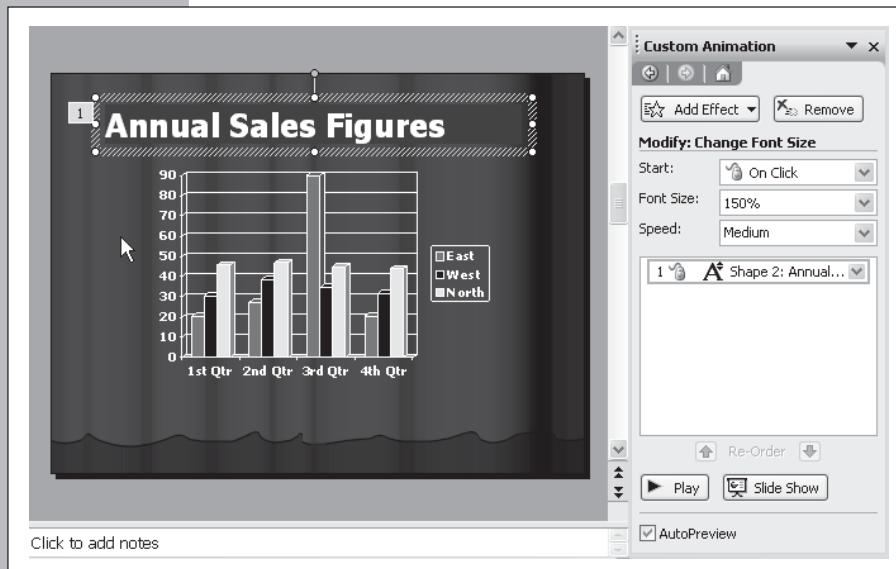 1
Annual Sales Figures
90
80
70
60
50
40
30
20
10
0
1st Qtr 2nd Qtr 3rd Qtr 4th Qtr
East
West
North
Click to add notes
Custom Animation
Add Effect
Remove
Modify: Change Font Size
Start: On Click
Font Size: 150%
Speed: Medium
1 Shape 2: Annual...
Re-Order
Play Slide Show
AutoPreview